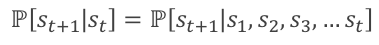 ℙ[s_{t+1}|s_t] = ℙ[s_{t+1}|s_1, s_2, s_3, … s_t]